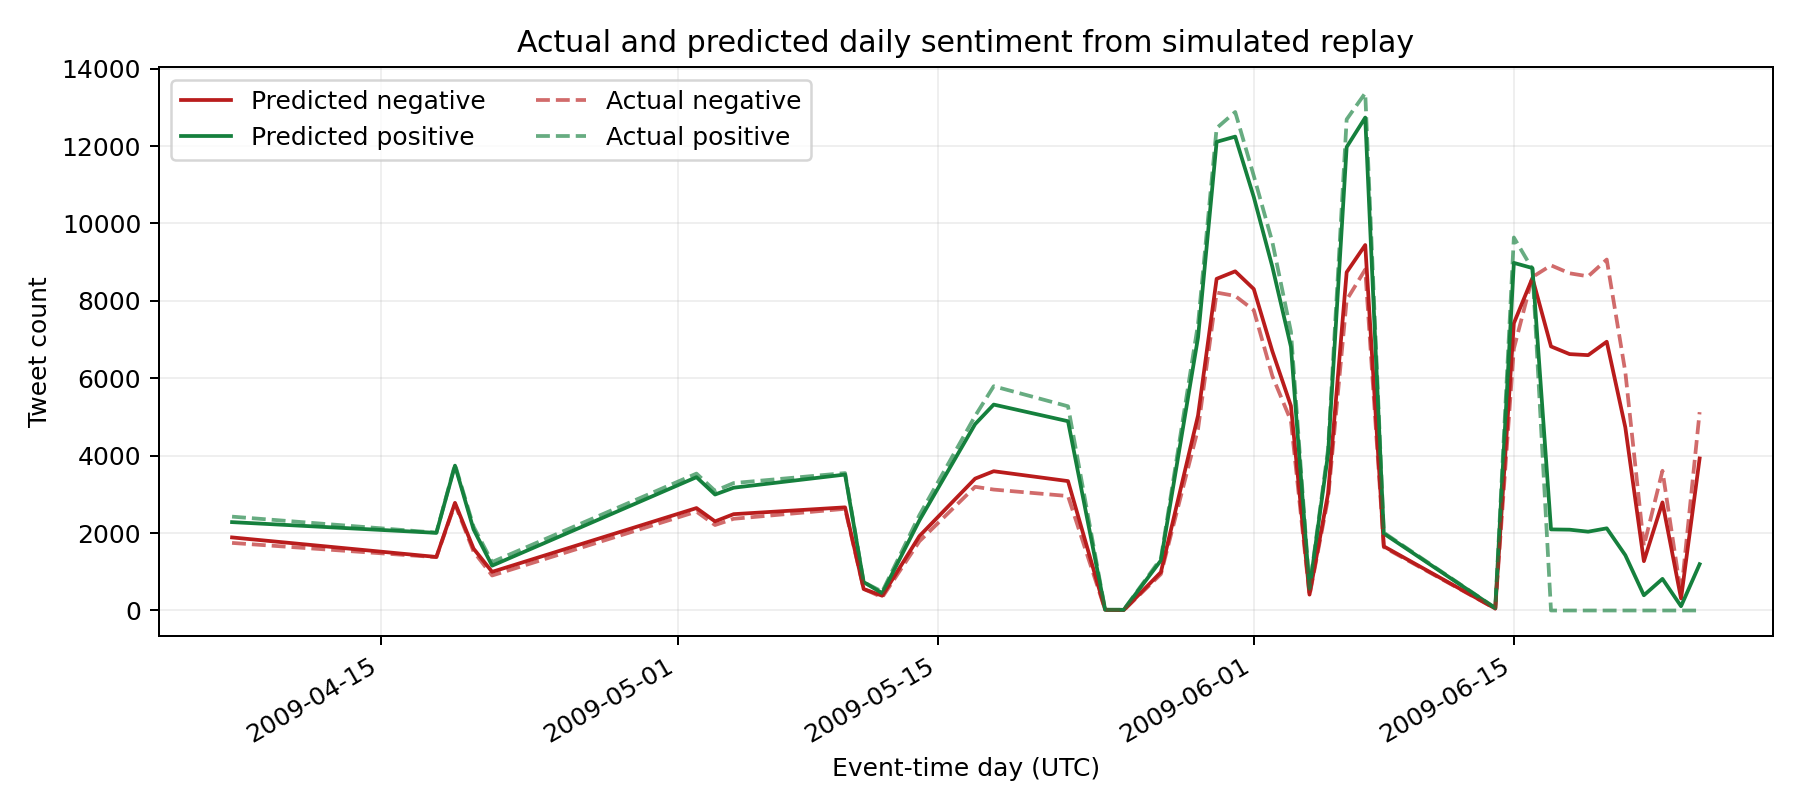 Actual and predicted daily sentiment from simulated replay
Predicted negative
Predicted positive
Actual negative
Actual positive
Tweet count
14000
12000
10000
8000
6000
4000
2000
0
2009-04-15
2009-05-01
2009-05-15
2009-06-01
2009-06-15
Event-time day (UTC)